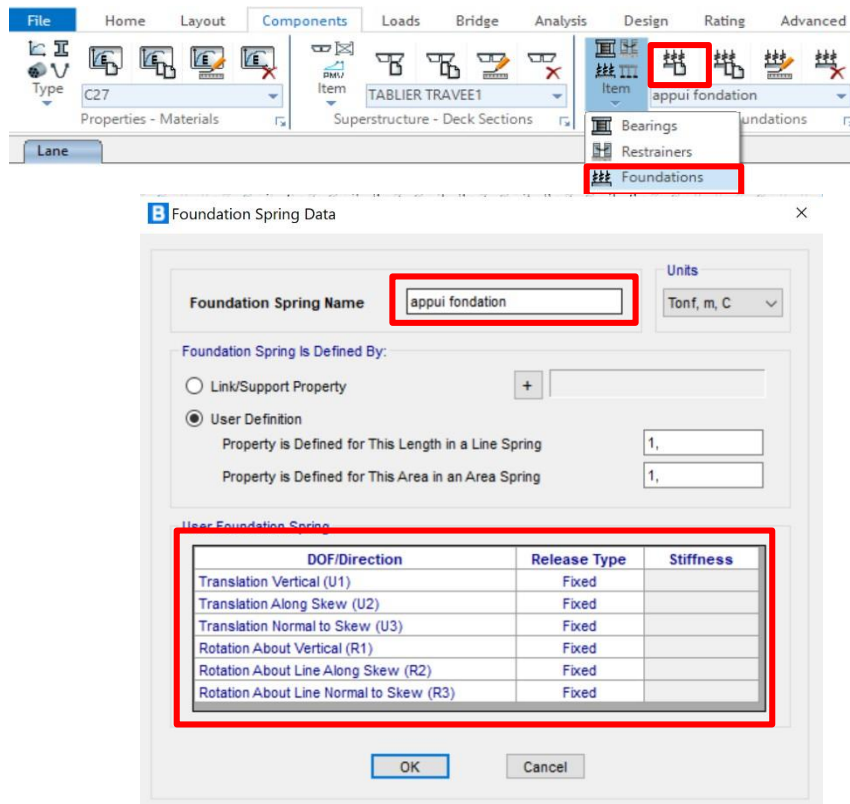 File Home Layout Components Loads Bridge Analysis Design Rating Advanced
PMV
Type Item Item
C27 TABLIER TRAVEE1 appui fondation
Properties - Materials Superstructure - Deck Sections undations
Bearings
Lane
Restrainers
Foundations
B Foundation Spring Data
Units
Foundation Spring Name appui fondation Tonf, m, C
Foundation Spring Is Defined By:
Link/Support Property +
User Definition
Property is Defined for This Length in a Line Spring 1,
Property is Defined for This Area in an Area Spring 1,
User Foundation Spring
DOF/Direction Release Type Stiffness
Translation Vertical (U1) Fixed
Translation Along Skew (U2) Fixed
Translation Normal to Skew (U3) Fixed
Rotation About Vertical (R1) Fixed
Rotation About Line Along Skew (R2) Fixed
Rotation About Line Normal to Skew (R3) Fixed
OK Cancel